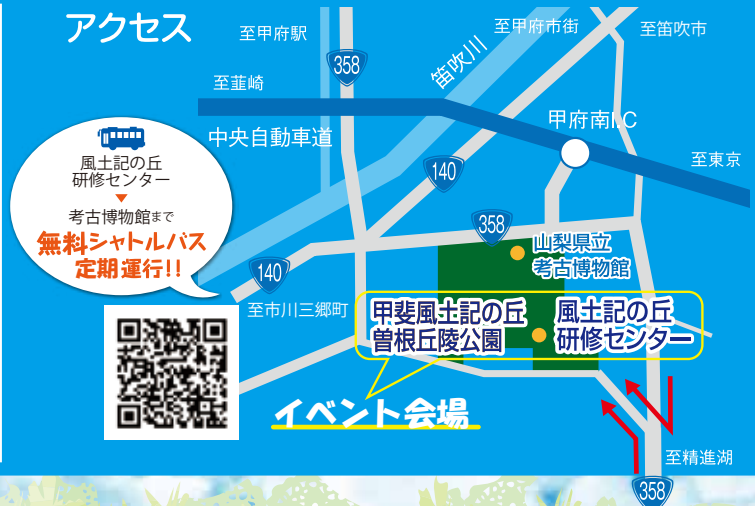 アクセス
至甲府駅
至甲府市街
至笛吹市
358
笛吹川
至韮崎
中央自動車道
甲府南I.C
至東京
140
風土記の丘
研修センター
考古博物館まで
無料シャトルバス
定期運行!!
358
山梨県立
考古博物館
140
至市川三郷町
甲斐風土記の丘
曽根丘陵公園
風土記の丘
研修センター
イベント会場
至精進湖
358